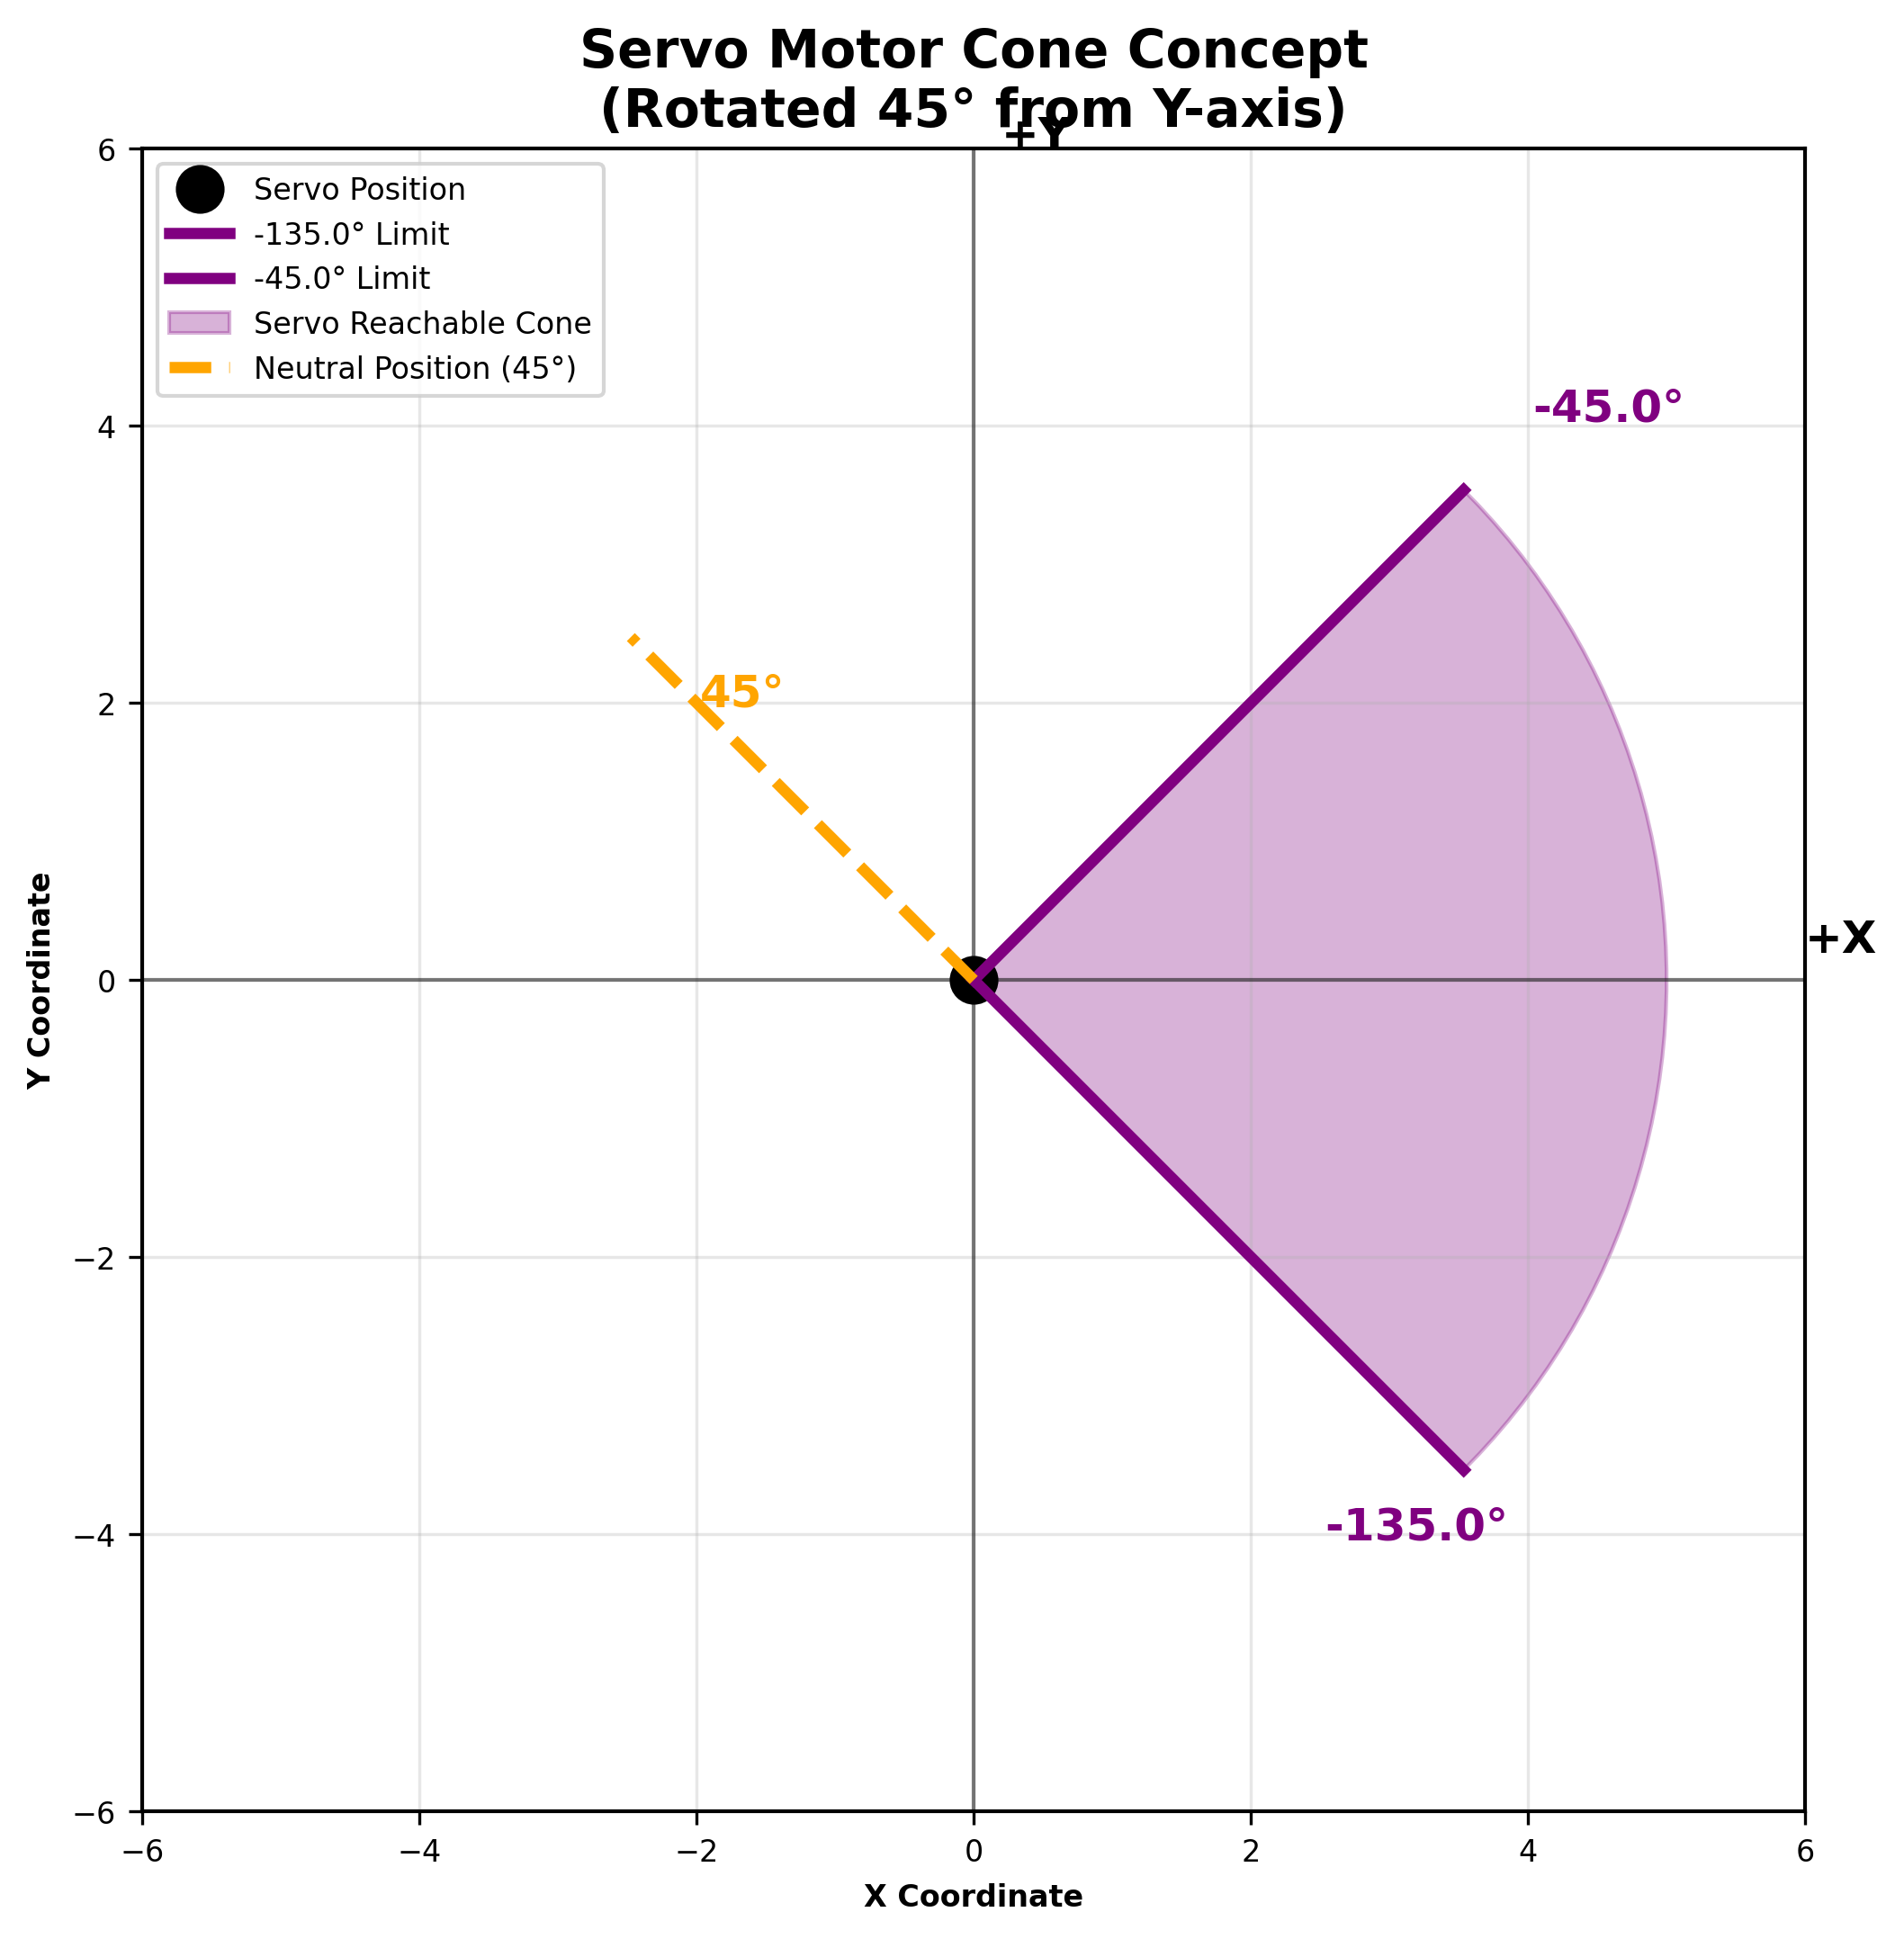 Servo Motor Cone Concept
(Rotated 45° from Y-axis)
+Y
6
Servo Position
-135.0° Limit
-45.0° Limit
Servo Reachable Cone
Neutral Position (45°)
-45.0°
4
45°
2
+X
0
Y Coordinate
−2
-135.0°
−4
−6
−6 −4 −2 0 2 4 6
X Coordinate